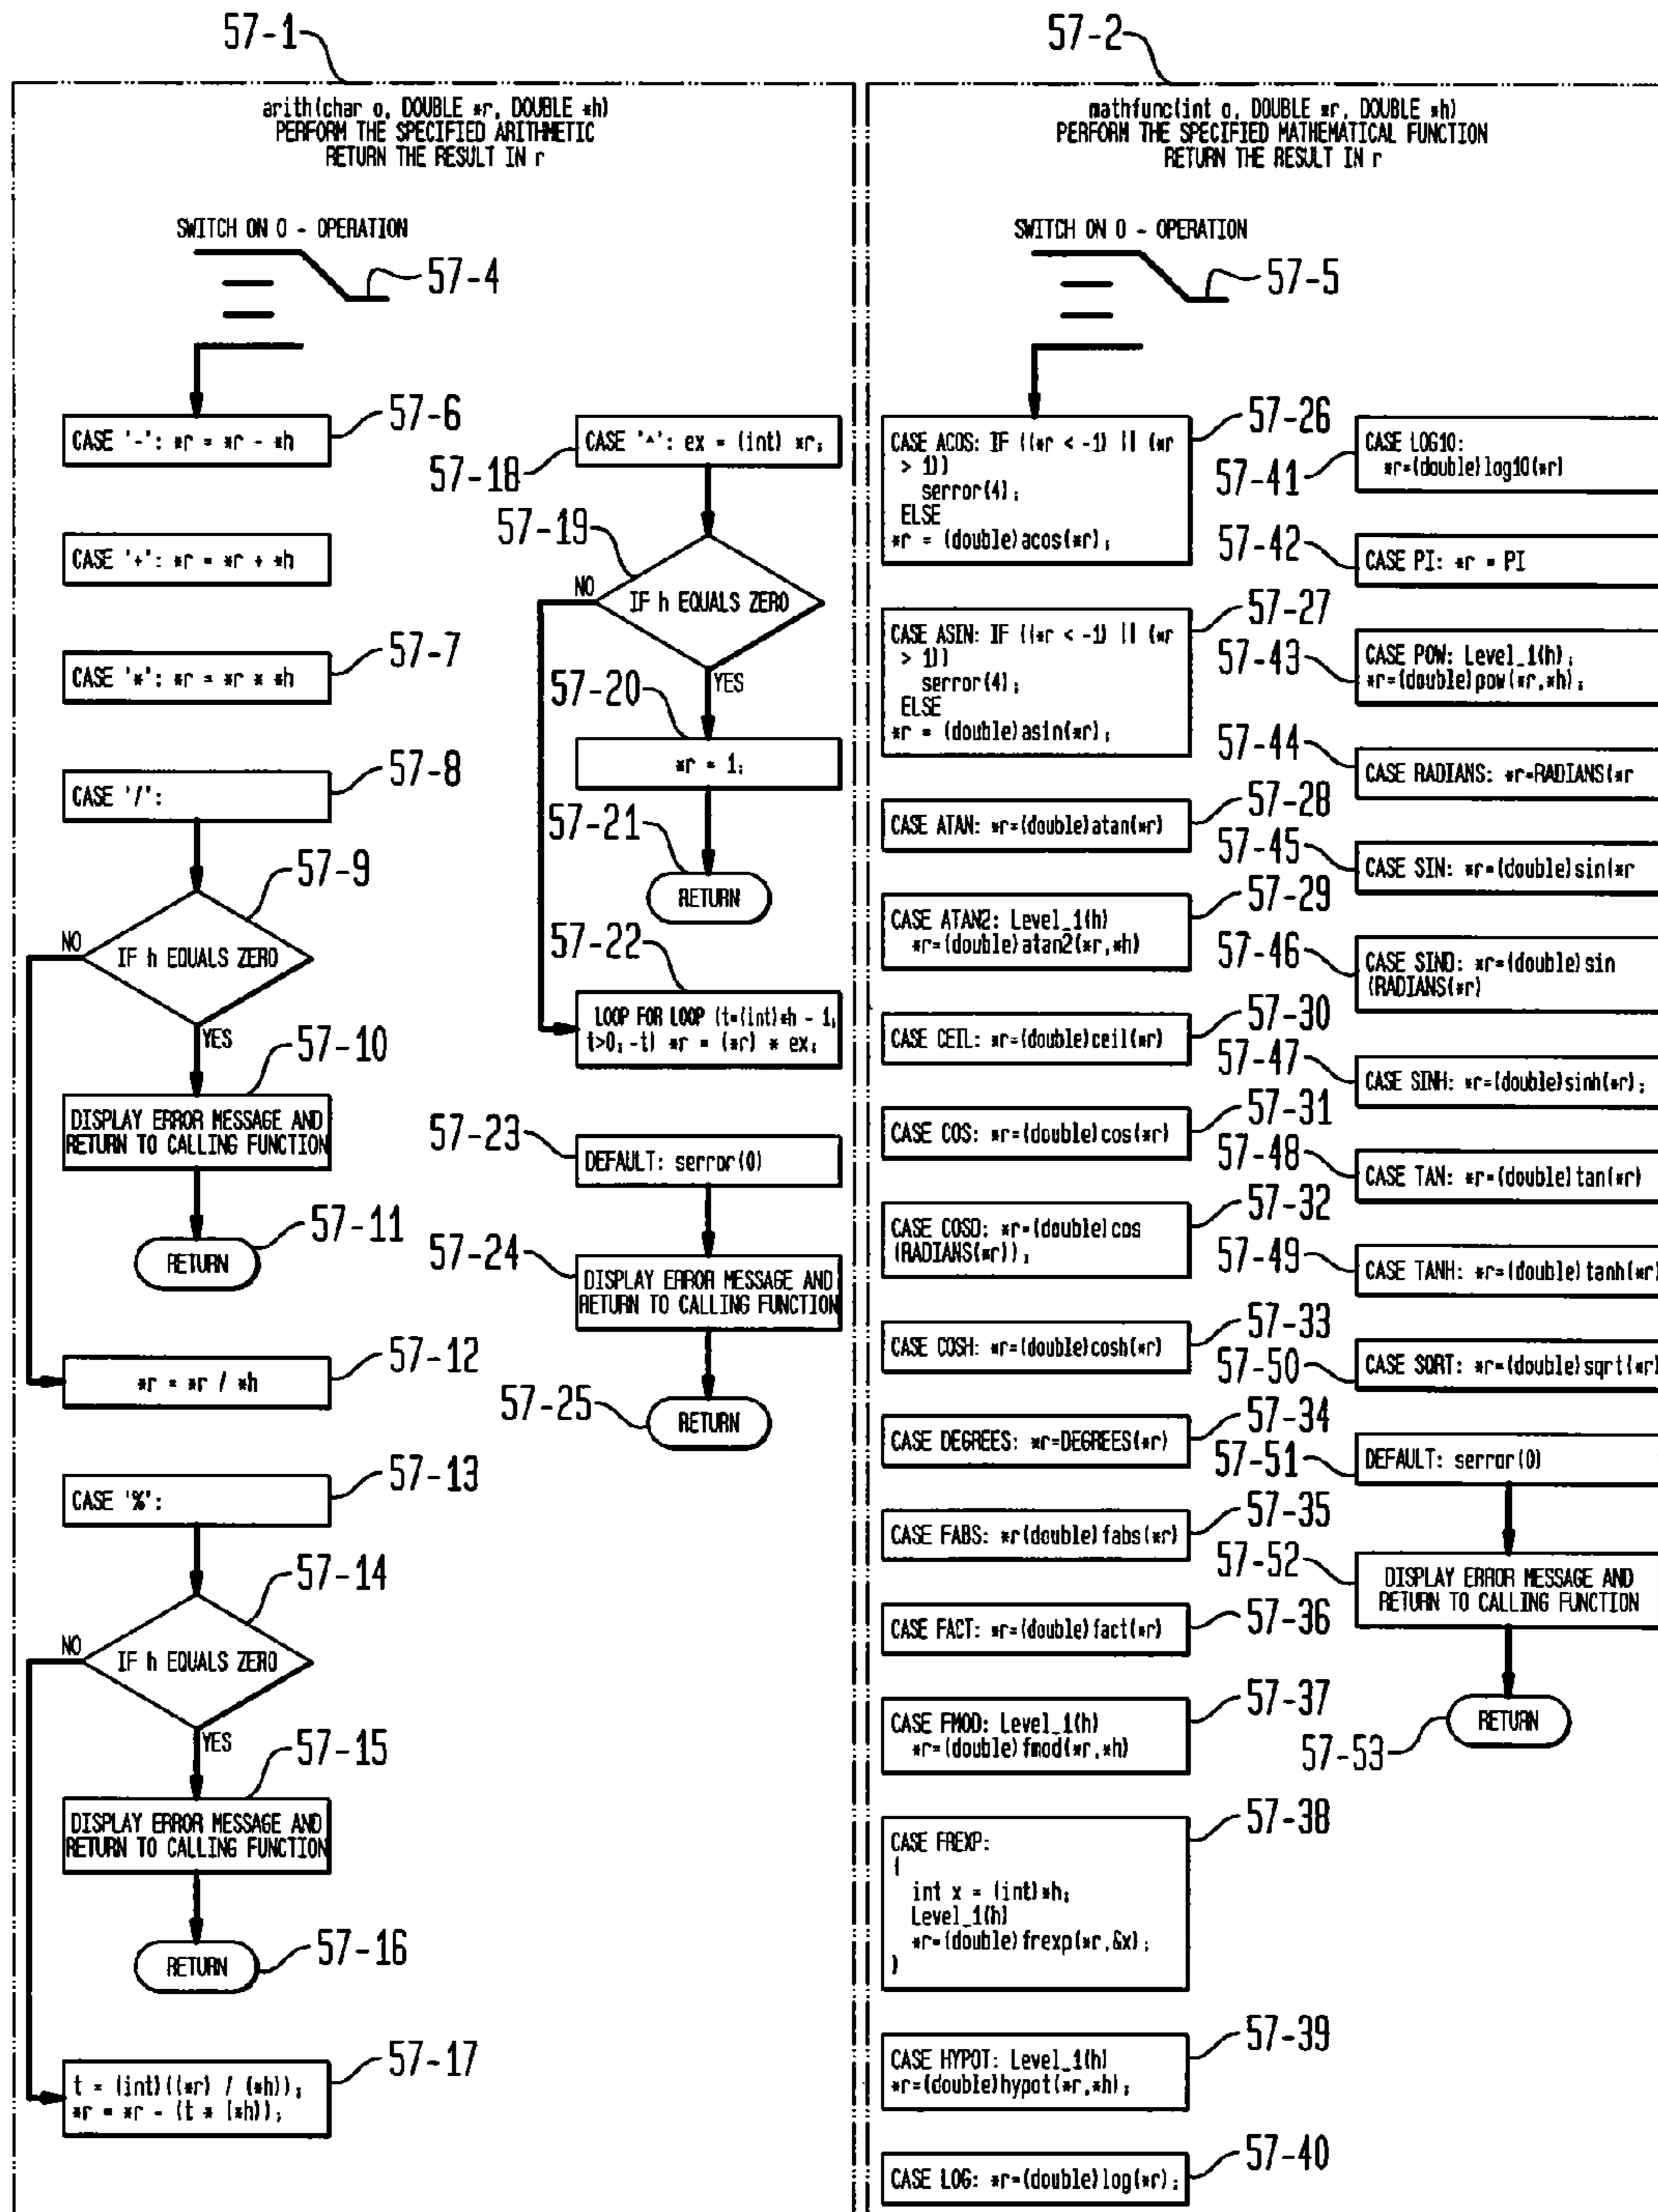 57-1
arith(char o, DOUBLE *r, DOUBLE *h)
PERFORM THE SPECIFIED ARITHMETIC
RETURN THE RESULT IN r
SWITCH ON O - OPERATION
57-4
CASE '-': *r = *r - *h
57-6
CASE '+': *r = *r + *h
CASE '*': *r = *r * *h
57-7
CASE '/':
57-8
57-9
NO
IF h EQUALS ZERO
YES
57-10
DISPLAY ERROR MESSAGE AND
RETURN TO CALLING FUNCTION
57-11
RETURN
57-12
*r = *r / *h
57-13
CASE '%':
57-14
NO
IF h EQUALS ZERO
YES
57-15
DISPLAY ERROR MESSAGE AND
RETURN TO CALLING FUNCTION
57-16
RETURN
57-17
t = (int)((*r) / (*h));
*r = *r - (t * (*h));
CASE '^': ex = (int) *r;
57-18
57-19
NO
IF h EQUALS ZERO
YES
57-20
*r = 1;
57-21
RETURN
57-22
LOOP FOR LOOP (t=(int)*h - 1;
t>0;-t) *r = (*r) * ex;
57-23
DEFAULT: serror(0)
57-24
DISPLAY ERROR MESSAGE AND
RETURN TO CALLING FUNCTION
57-25
RETURN
57-2
mathfunc(int o, DOUBLE *r, DOUBLE *h)
PERFORM THE SPECIFIED MATHEMATICAL FUNCTION
RETURN THE RESULT IN r
SWITCH ON O - OPERATION
57-5
57-26
CASE ACOS: IF ((*r < -1) || (*r
> 1))
serror(4);
ELSE
*r = (double)acos(*r);
57-27
CASE ASIN: IF ((*r < -1) || (*r
> 1))
serror(4);
ELSE
*r = (double)asin(*r);
57-28
CASE ATAN: *r=(double)atan(*r)
57-29
CASE ATAN2: Level_1(h)
*r=(double)atan2(*r,*h)
57-30
CASE CEIL: *r=(double)ceil(*r)
57-31
CASE COS: *r=(double)cos(*r)
57-32
CASE COSD: *r=(double)cos
(RADIANS(*r));
57-33
CASE COSH: *r=(double)cosh(*r)
57-34
CASE DEGREES: *r=DEGREES(*r)
57-35
CASE FABS: *r(double)fabs(*r)
57-36
CASE FACT: *r=(double)fact(*r)
57-37
CASE FMOD: Level_1(h)
*r=(double)fmod(*r,*h)
57-38
CASE FREXP:
{
int x = (int)*h;
Level_1(h)
*r=(double)frexp(*r,&x);
}
57-39
CASE HYPOT: Level_1(h)
*r=(double)hypot(*r,*h);
57-40
CASE LOG: *r=(double)log(*r);
57-41
CASE LOG10:
*r=(double)log10(*r)
57-42
CASE PI: *r = PI
57-43
CASE POW: Level_1(h);
*r=(double)pow(*r,*h);
57-44
CASE RADIANS: *r=RADIANS(*r
57-45
CASE SIN: *r=(double)sin(*r
57-46
CASE SIND: *r=(double)sin
(RADIANS(*r)
57-47
CASE SINH: *r=(double)sinh(*r);
57-48
CASE TAN: *r=(double)tan(*r)
57-49
CASE TANH: *r=(double)tanh(*r)
57-50
CASE SQRT: *r=(double)sqrt(*r)
57-51
DEFAULT: serror(0)
57-52
DISPLAY ERROR MESSAGE AND
RETURN TO CALLING FUNCTION
57-53
RETURN